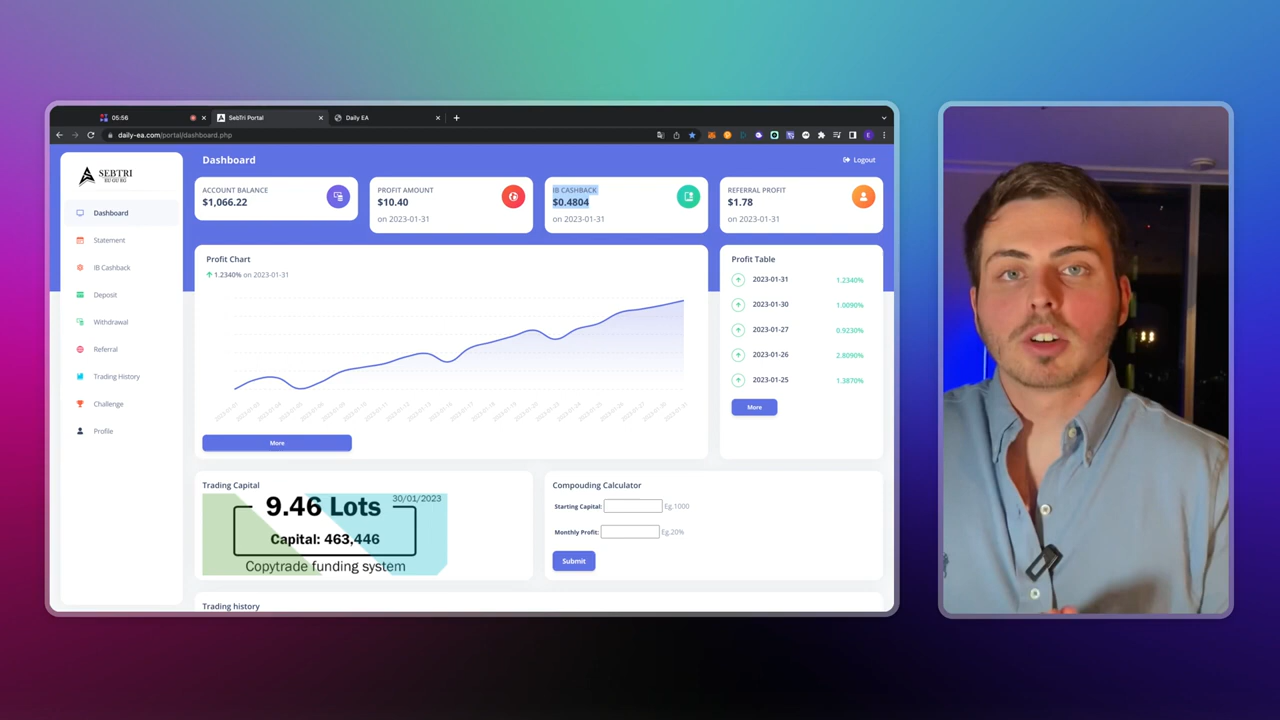 05:56
SebTri Portal
Daily EA
daily-ea.com/portal/dashboard.php
SEBTRI
Dashboard
Logout
Dashboard
Statement
IB Cashback
Deposit
Withdrawal
Referral
Trading History
Challenge
Profile
ACCOUNT BALANCE
$1,066.22
PROFIT AMOUNT
$10.40
on 2023-01-31
IB CASHBACK
$0.4804
on 2023-01-31
REFERRAL PROFIT
$1.78
on 2023-01-31
Profit Chart
1.2340% on 2023-01-31
More
Profit Table
2023-01-31 1.2340%
2023-01-30 1.0090%
2023-01-27 0.9230%
2023-01-26 2.8090%
2023-01-25 1.3870%
More
Trading Capital
30/01/2023
9.46 Lots
Capital: 463,446
Copytrade funding system
Compouding Calculator
Starting Capital: Eg.1000
Monthly Profit: Eg.20%
Submit
Trading history